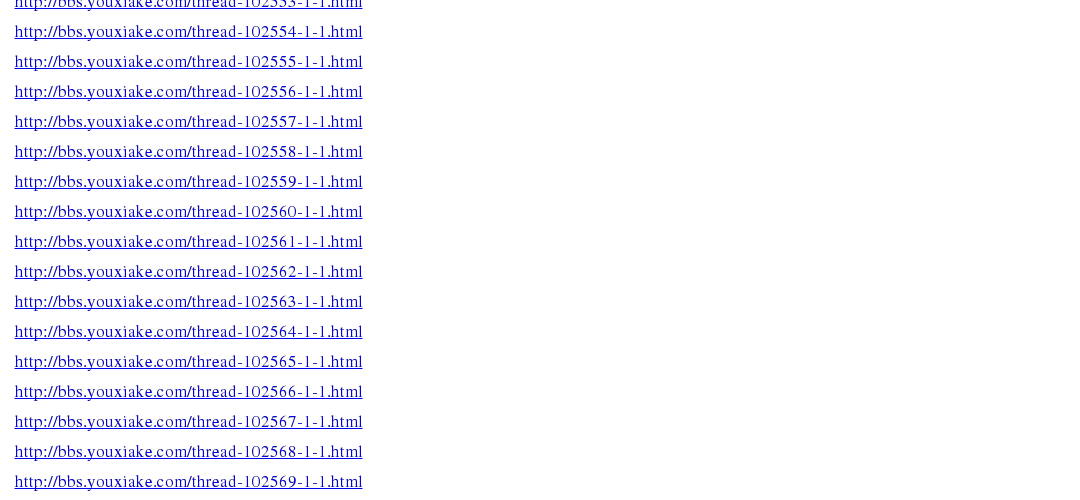 http://bbs.youxiake.com/thread-102553-1-1.html
http://bbs.youxiake.com/thread-102554-1-1.html
http://bbs.youxiake.com/thread-102555-1-1.html
http://bbs.youxiake.com/thread-102556-1-1.html
http://bbs.youxiake.com/thread-102557-1-1.html
http://bbs.youxiake.com/thread-102558-1-1.html
http://bbs.youxiake.com/thread-102559-1-1.html
http://bbs.youxiake.com/thread-102560-1-1.html
http://bbs.youxiake.com/thread-102561-1-1.html
http://bbs.youxiake.com/thread-102562-1-1.html
http://bbs.youxiake.com/thread-102563-1-1.html
http://bbs.youxiake.com/thread-102564-1-1.html
http://bbs.youxiake.com/thread-102565-1-1.html
http://bbs.youxiake.com/thread-102566-1-1.html
http://bbs.youxiake.com/thread-102567-1-1.html
http://bbs.youxiake.com/thread-102568-1-1.html
http://bbs.youxiake.com/thread-102569-1-1.html